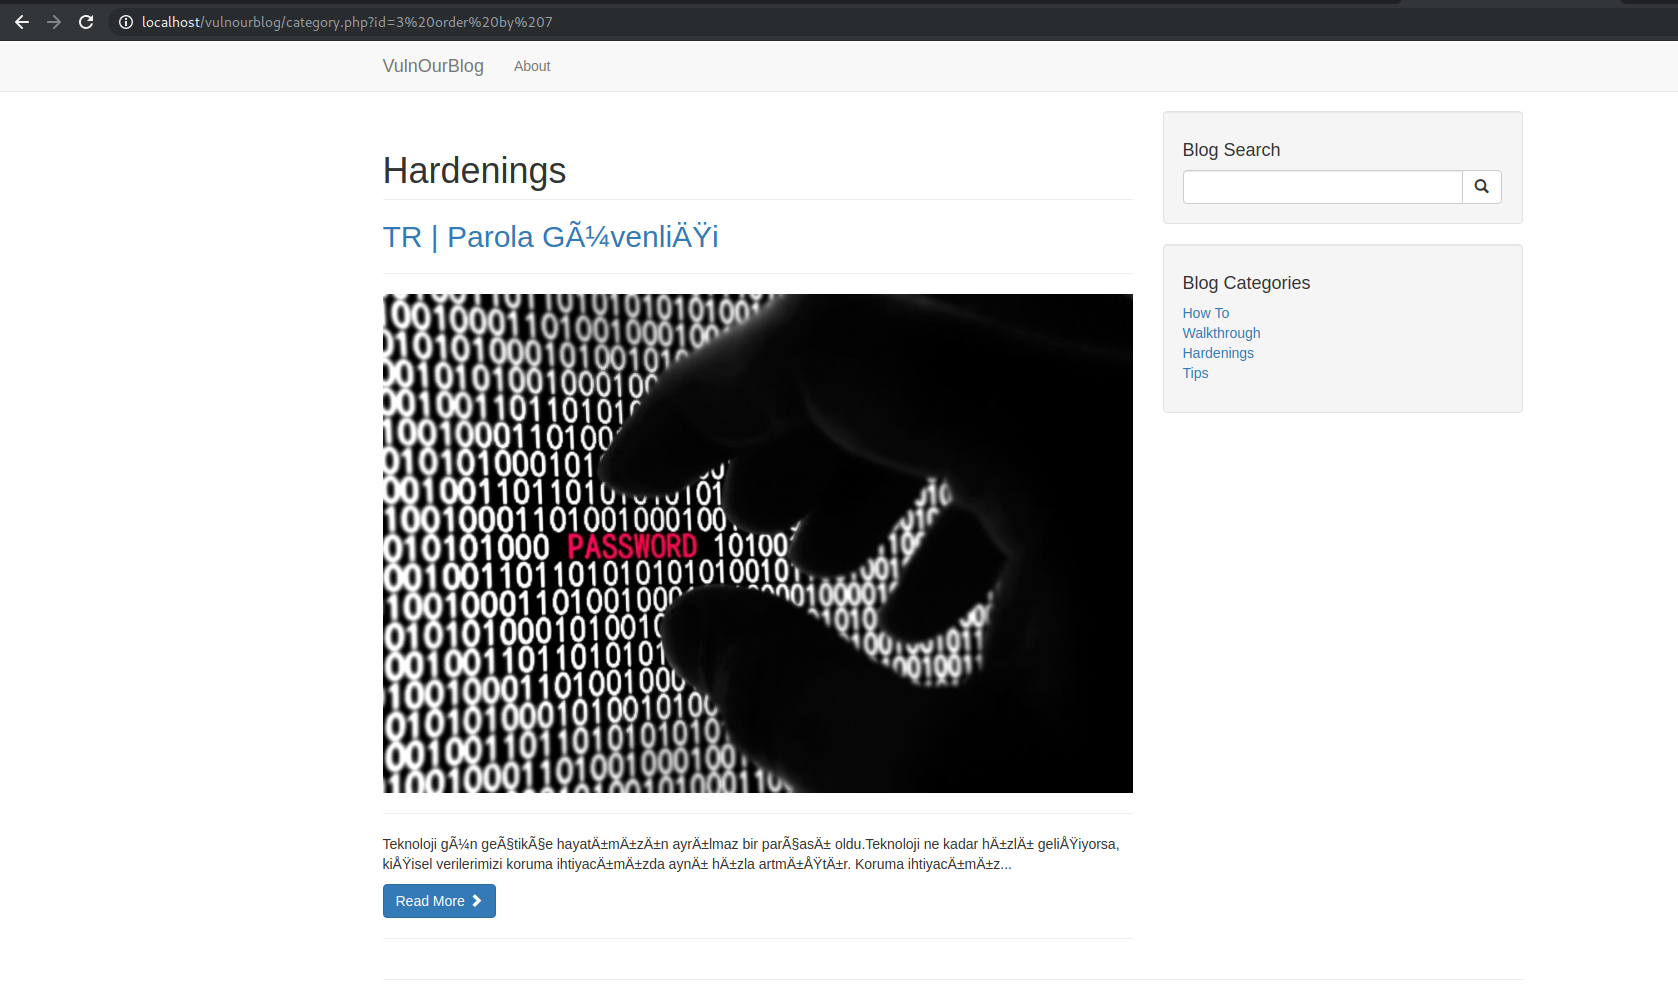 localhost/vulnourblog/category.php?id=3%20order%20by%207
VulnOurBlog About
Hardenings
TR | Parola GÃ¼venliÄŸi
PASSWORD
Teknoloji gÃ¼n geÃ§tikÃ§e hayatÄ±mÄ±zÄ±n ayrÄ±lmaz bir parÃ§asÄ± oldu.Teknoloji ne kadar hÄ±zlÄ± geliÅŸiyorsa,
kiÅŸisel verilerimizi koruma ihtiyacÄ±mÄ±zda aynÄ± hÄ±zla artmÄ±ÅŸtÄ±r. Koruma ihtiyacÄ±mÄ±z...
Read More
Blog Search
Blog Categories
How To
Walkthrough
Hardenings
Tips